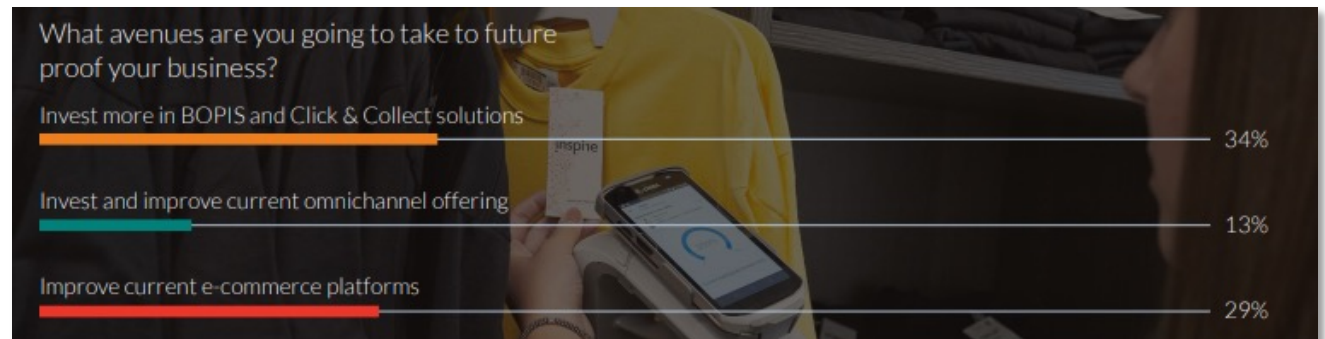 What avenues are you going to take to future
proof your business?
Invest more in BOPIS and Click & Collect solutions
34%
inspire
Invest and improve current omnichannel offering
13%
Improve current e-commerce platforms
29%